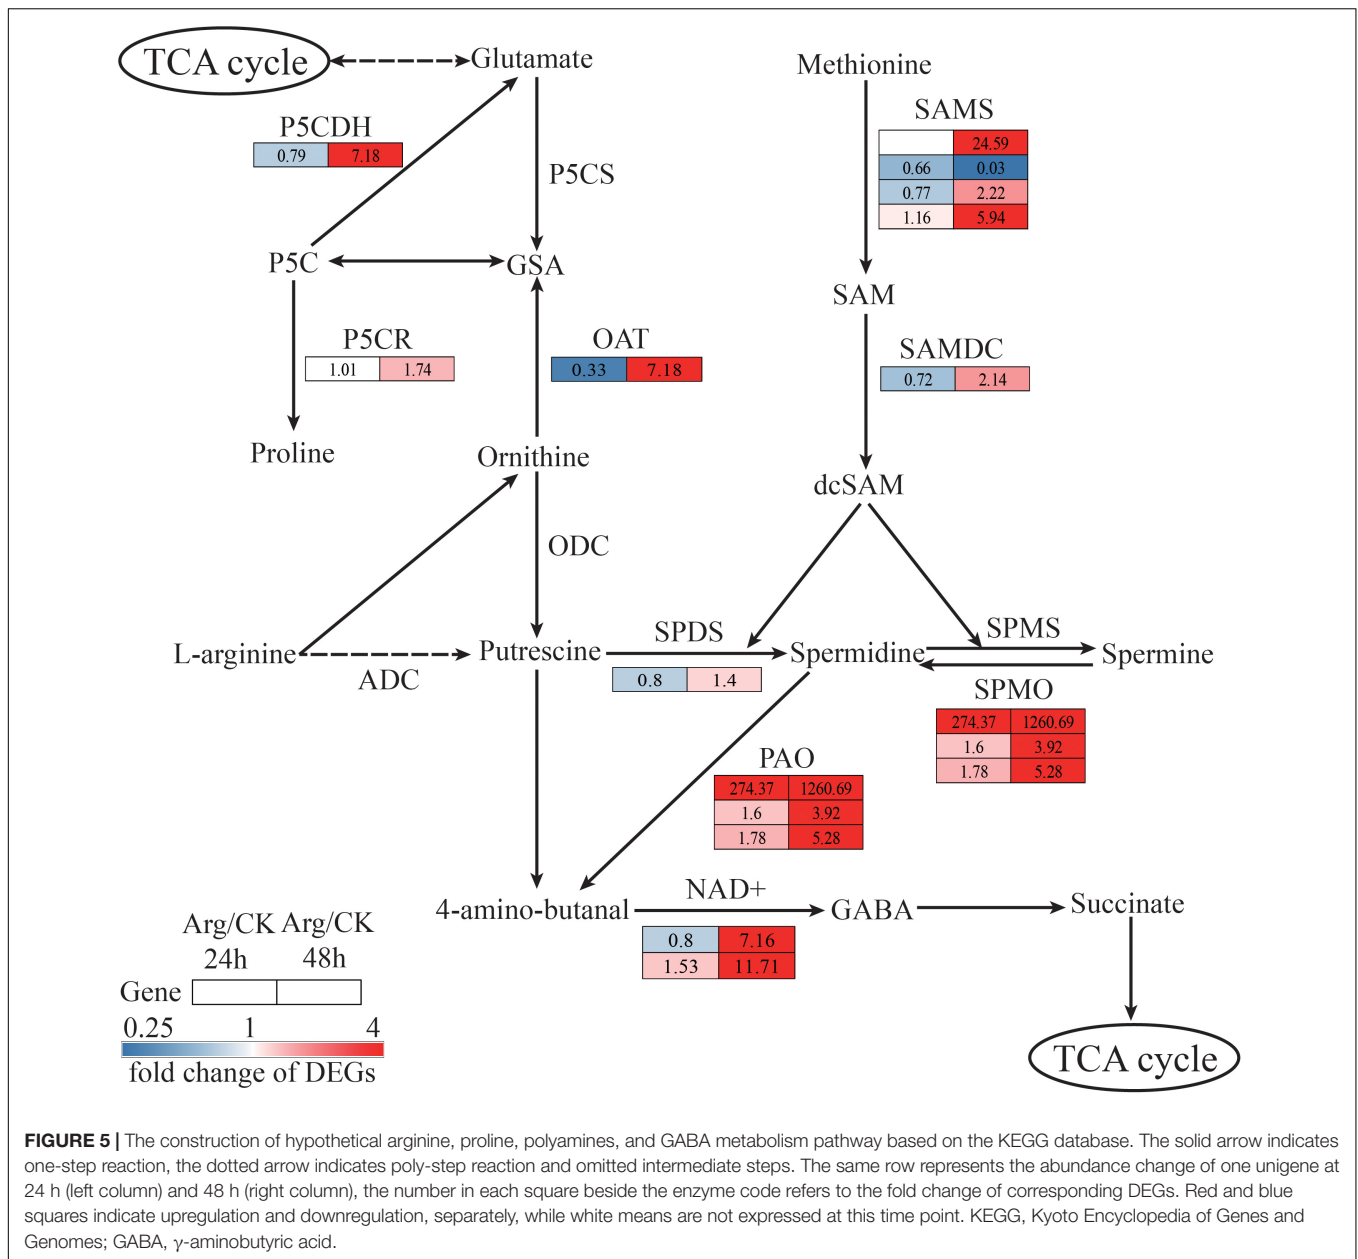 TCA cycle
Glutamate
Methionine
P5CDH
0.79 7.18
SAMS
24.59
0.66 0.03
0.77 2.22
1.16 5.94
P5CS
P5C
GSA
SAM
P5CR
1.01 1.74
OAT
0.33 7.18
SAMDC
0.72 2.14
Proline
Ornithine
dcSAM
ODC
L-arginine
ADC
Putrescine
SPDS
0.8 1.4
Spermidine
SPMS
Spermine
SPMO
274.37 1260.69
1.6 3.92
1.78 5.28
PAO
274.37 1260.69
1.6 3.92
1.78 5.28
4-amino-butanal
NAD+
0.8 7.16
1.53 11.71
GABA
Succinate
TCA cycle
Arg/CK Arg/CK
24h 48h
Gene
0.25 1 4
fold change of DEGs
FIGURE 5 | The construction of hypothetical arginine, proline, polyamines, and GABA metabolism pathway based on the KEGG database. The solid arrow indicates
one-step reaction, the dotted arrow indicates poly-step reaction and omitted intermediate steps. The same row represents the abundance change of one unigene at
24 h (left column) and 48 h (right column), the number in each square beside the enzyme code refers to the fold change of corresponding DEGs. Red and blue
squares indicate upregulation and downregulation, separately, while white means are not expressed at this time point. KEGG, Kyoto Encyclopedia of Genes and
Genomes; GABA, γ-aminobutyric acid.